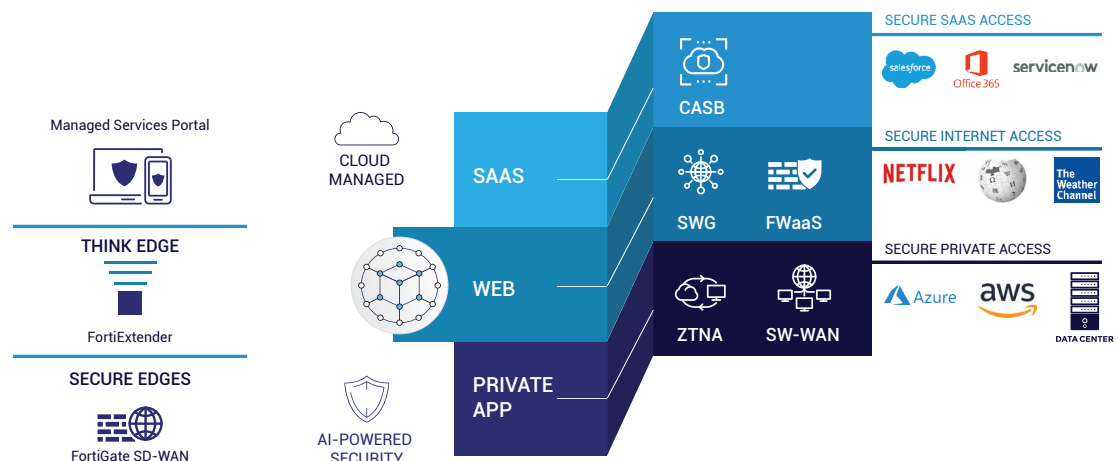 Managed Services Portal
THINK EDGE
FortiExtender
SECURE EDGES
FortiGate SD-WAN
CLOUD
MANAGED
AI-POWERED
SECURITY
SAAS
WEB
PRIVATE
APP
CASB
SWG
FWaaS
ZTNA
SW-WAN
SECURE SAAS ACCESS
salesforce
Office 365
servicenow
SECURE INTERNET ACCESS
NETFLIX
The
Weather
Channel
SECURE PRIVATE ACCESS
Azure
aws
DATA CENTER